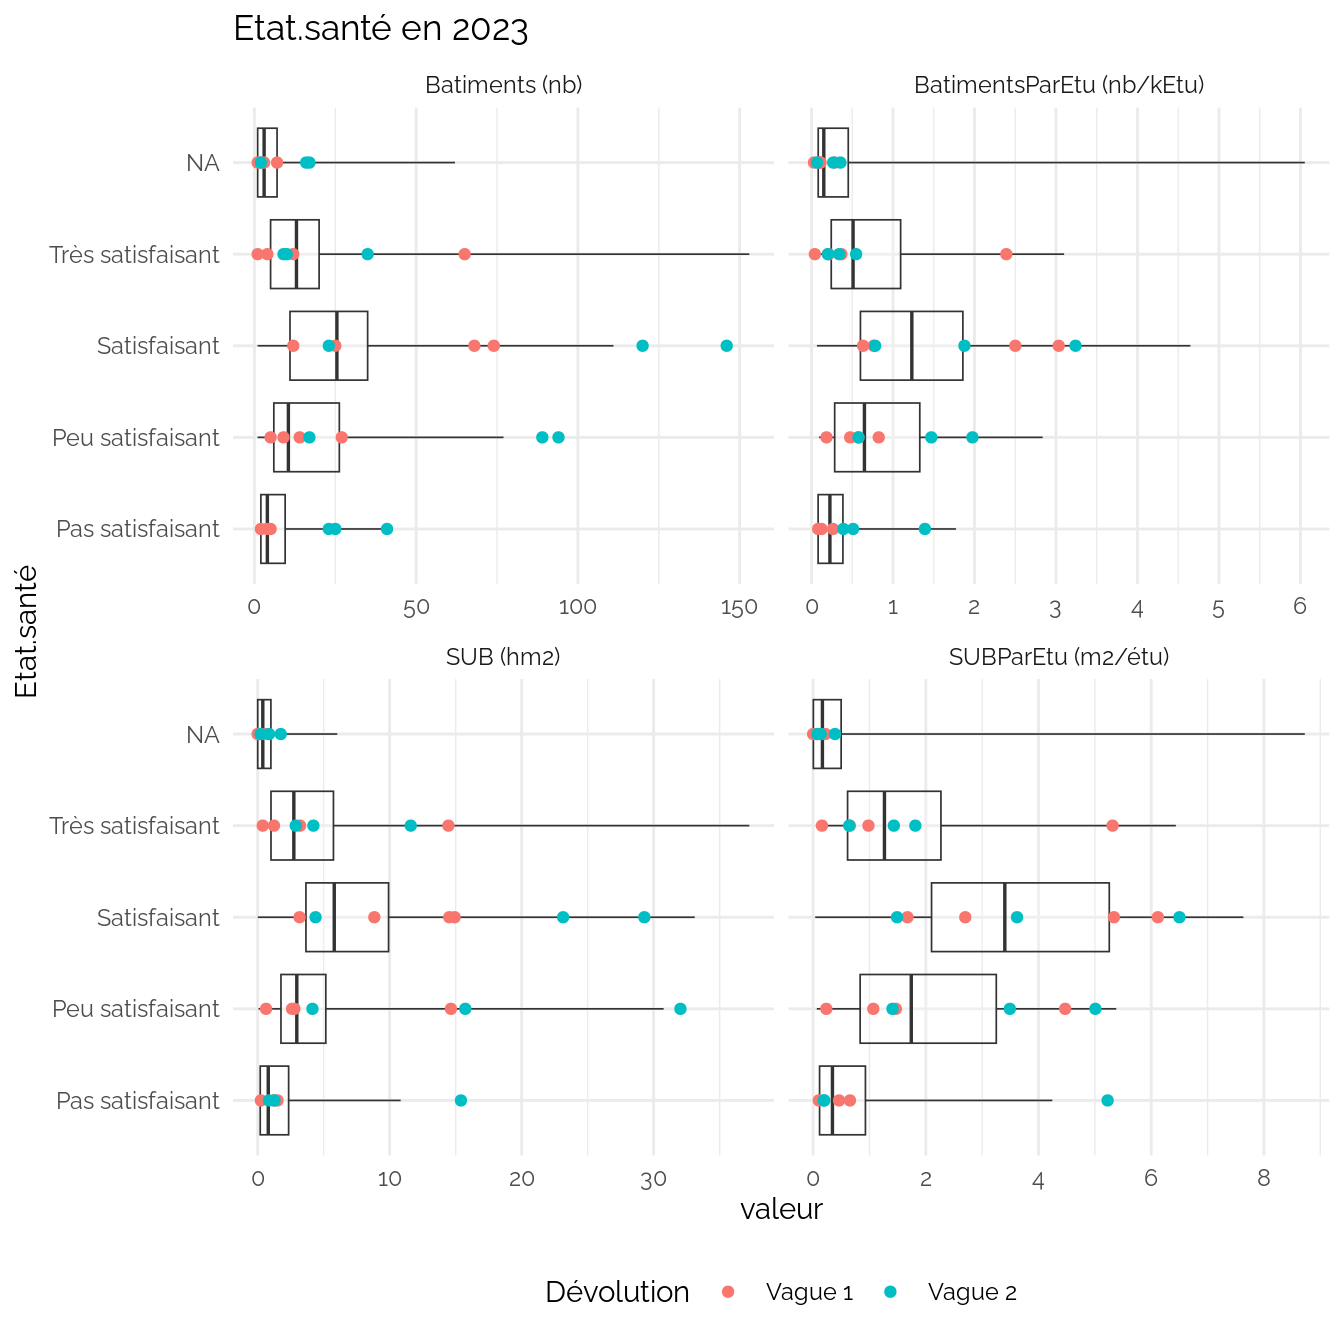 Etat.santé en 2023
Batiments (nb)
BatimentsParEtu (nb/kEtu)
NA
Très satisfaisant
Satisfaisant
Peu satisfaisant
Pas satisfaisant
0 50 100 150
0 1 2 3 4 5 6
Etat.santé
SUB (hm2)
SUBParEtu (m2/étu)
NA
Très satisfaisant
Satisfaisant
Peu satisfaisant
Pas satisfaisant
0 10 20 30
0 2 4 6 8
valeur
Dévolution Vague 1 Vague 2